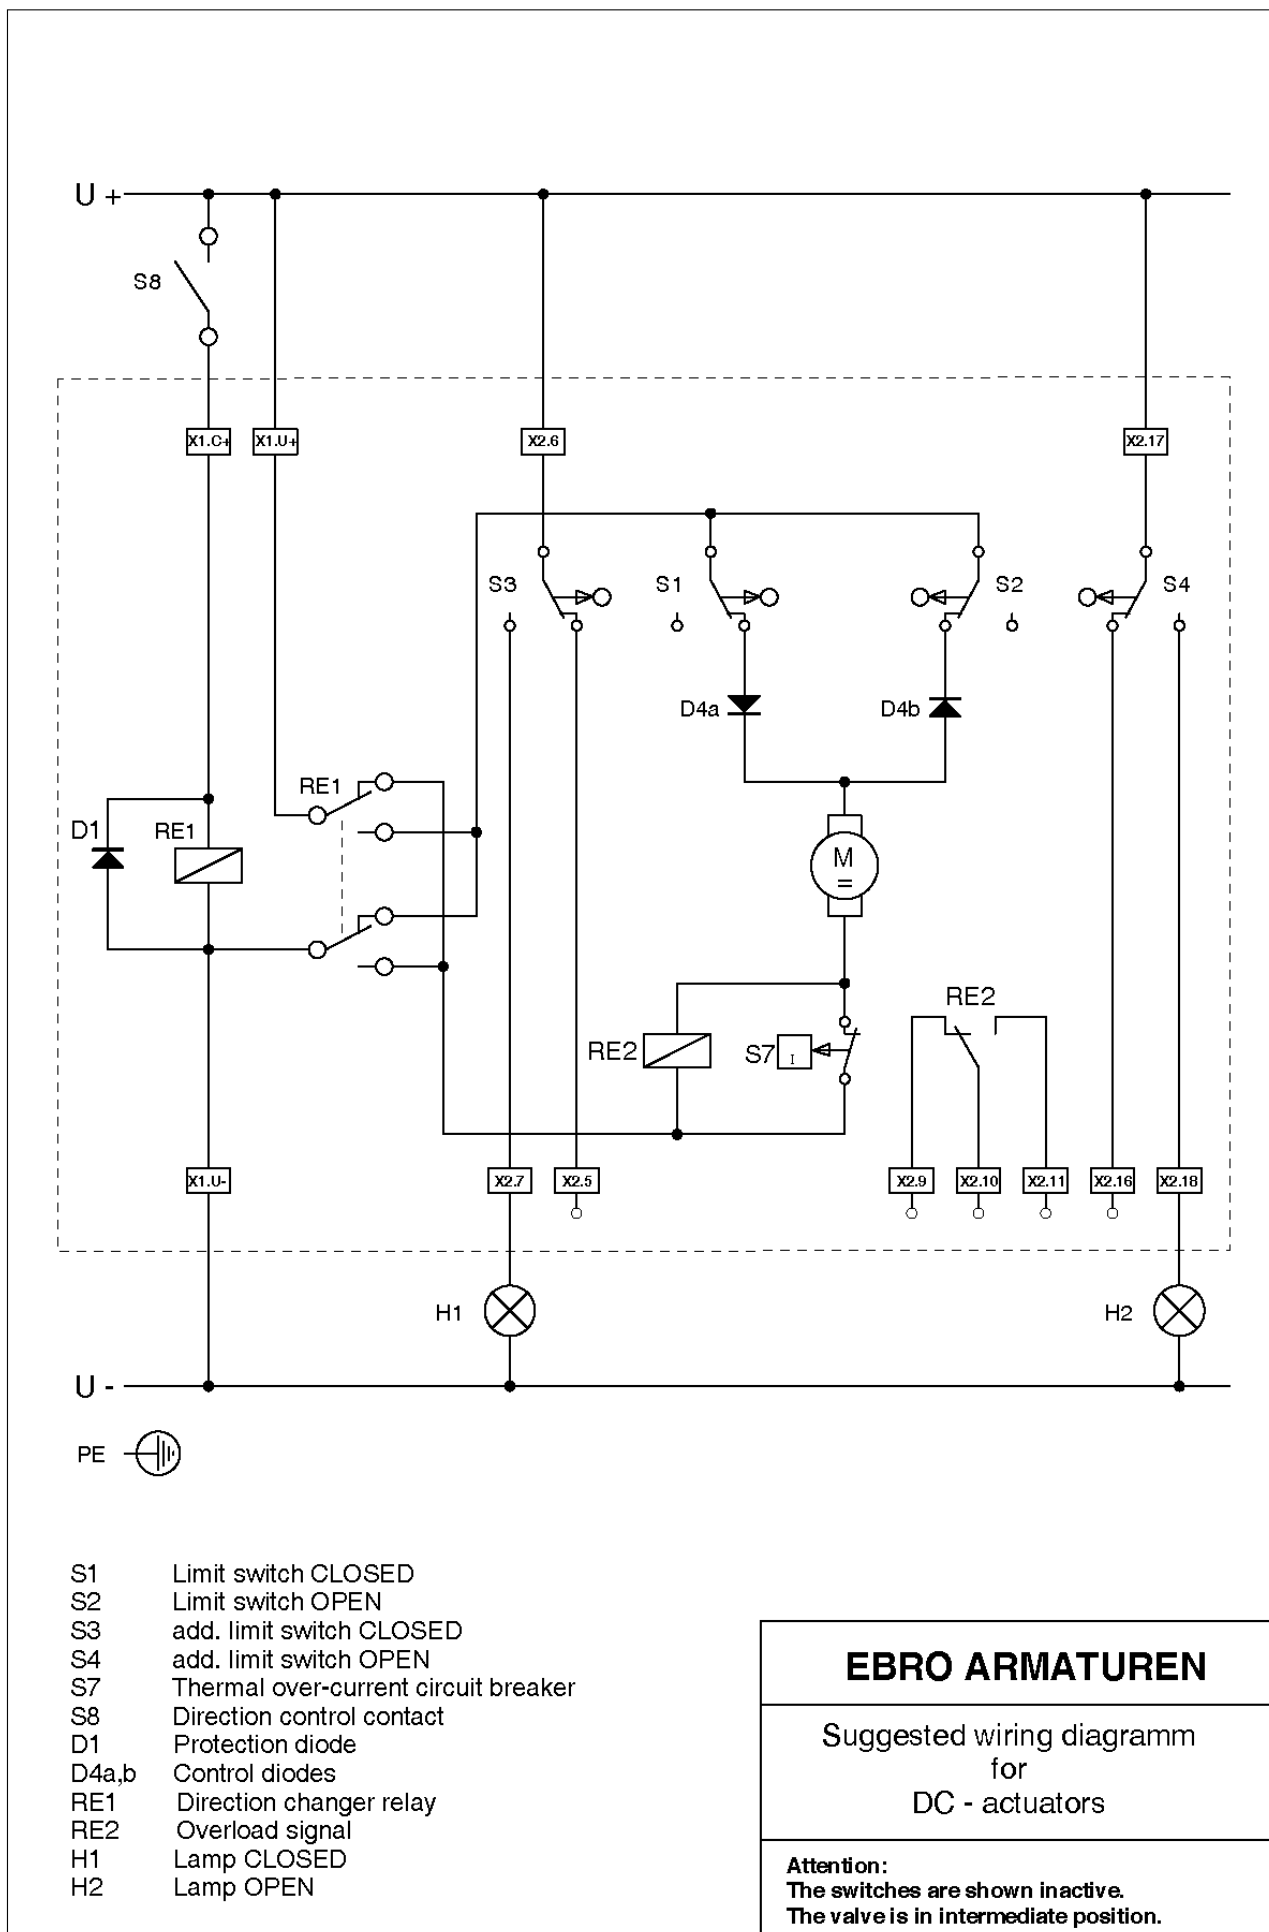 U +
S8
X1.C+ X1.U+ X2.6 X2.17
S3 S1 S2 S4
D4a D4b
RE1
D1 RE1
M
=
RE2
RE2 S7 I
X1.U- X2.7 X2.5 X2.9 X2.10 X2.11 X2.16 X2.18
H1 H2
U -
PE
S1 Limit switch CLOSED
S2 Limit switch OPEN
S3 add. limit switch CLOSED
S4 add. limit switch OPEN
S7 Thermal over-current circuit breaker
S8 Direction control contact
D1 Protection diode
D4a,b Control diodes
RE1 Direction changer relay
RE2 Overload signal
H1 Lamp CLOSED
H2 Lamp OPEN
EBRO ARMATUREN
Suggested wiring diagramm
for
DC - actuators
Attention:
The switches are shown inactive.
The valve is in intermediate position.